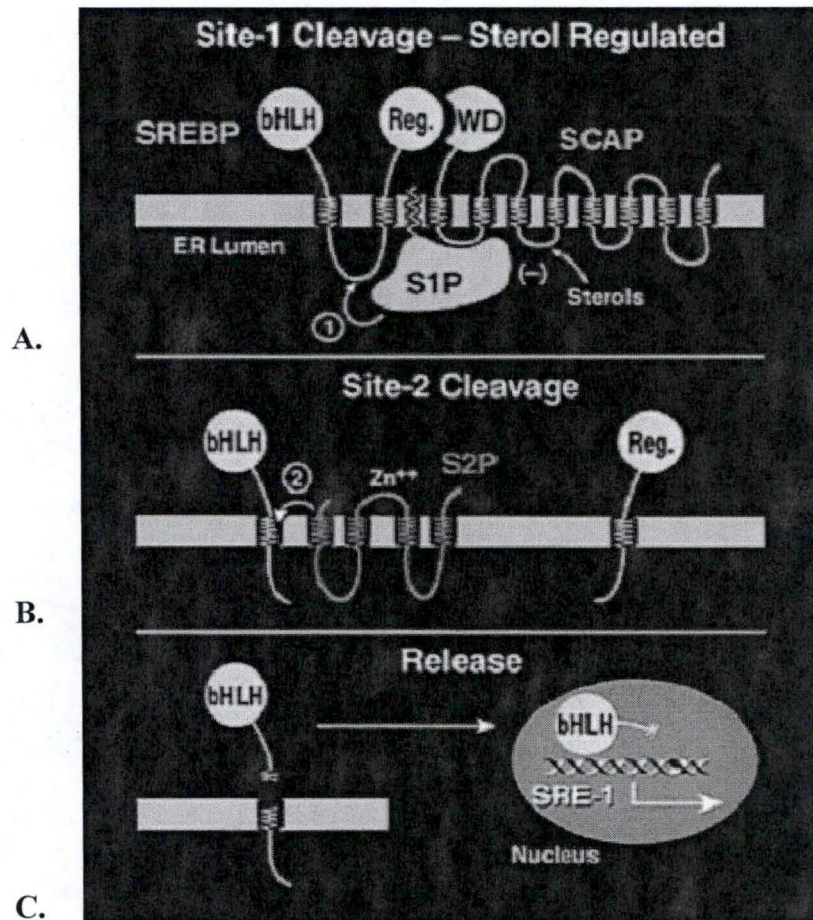 Site-1 Cleavage – Sterol Regulated
SREBP
bHLH
Reg.
WD
SCAP
ER Lumen
S1P
(–)
Sterols
1
A.
Site-2 Cleavage
bHLH
2
Zn++
S2P
Reg.
B.
Release
bHLH
bHLH
SRE-1
Nucleus
C.